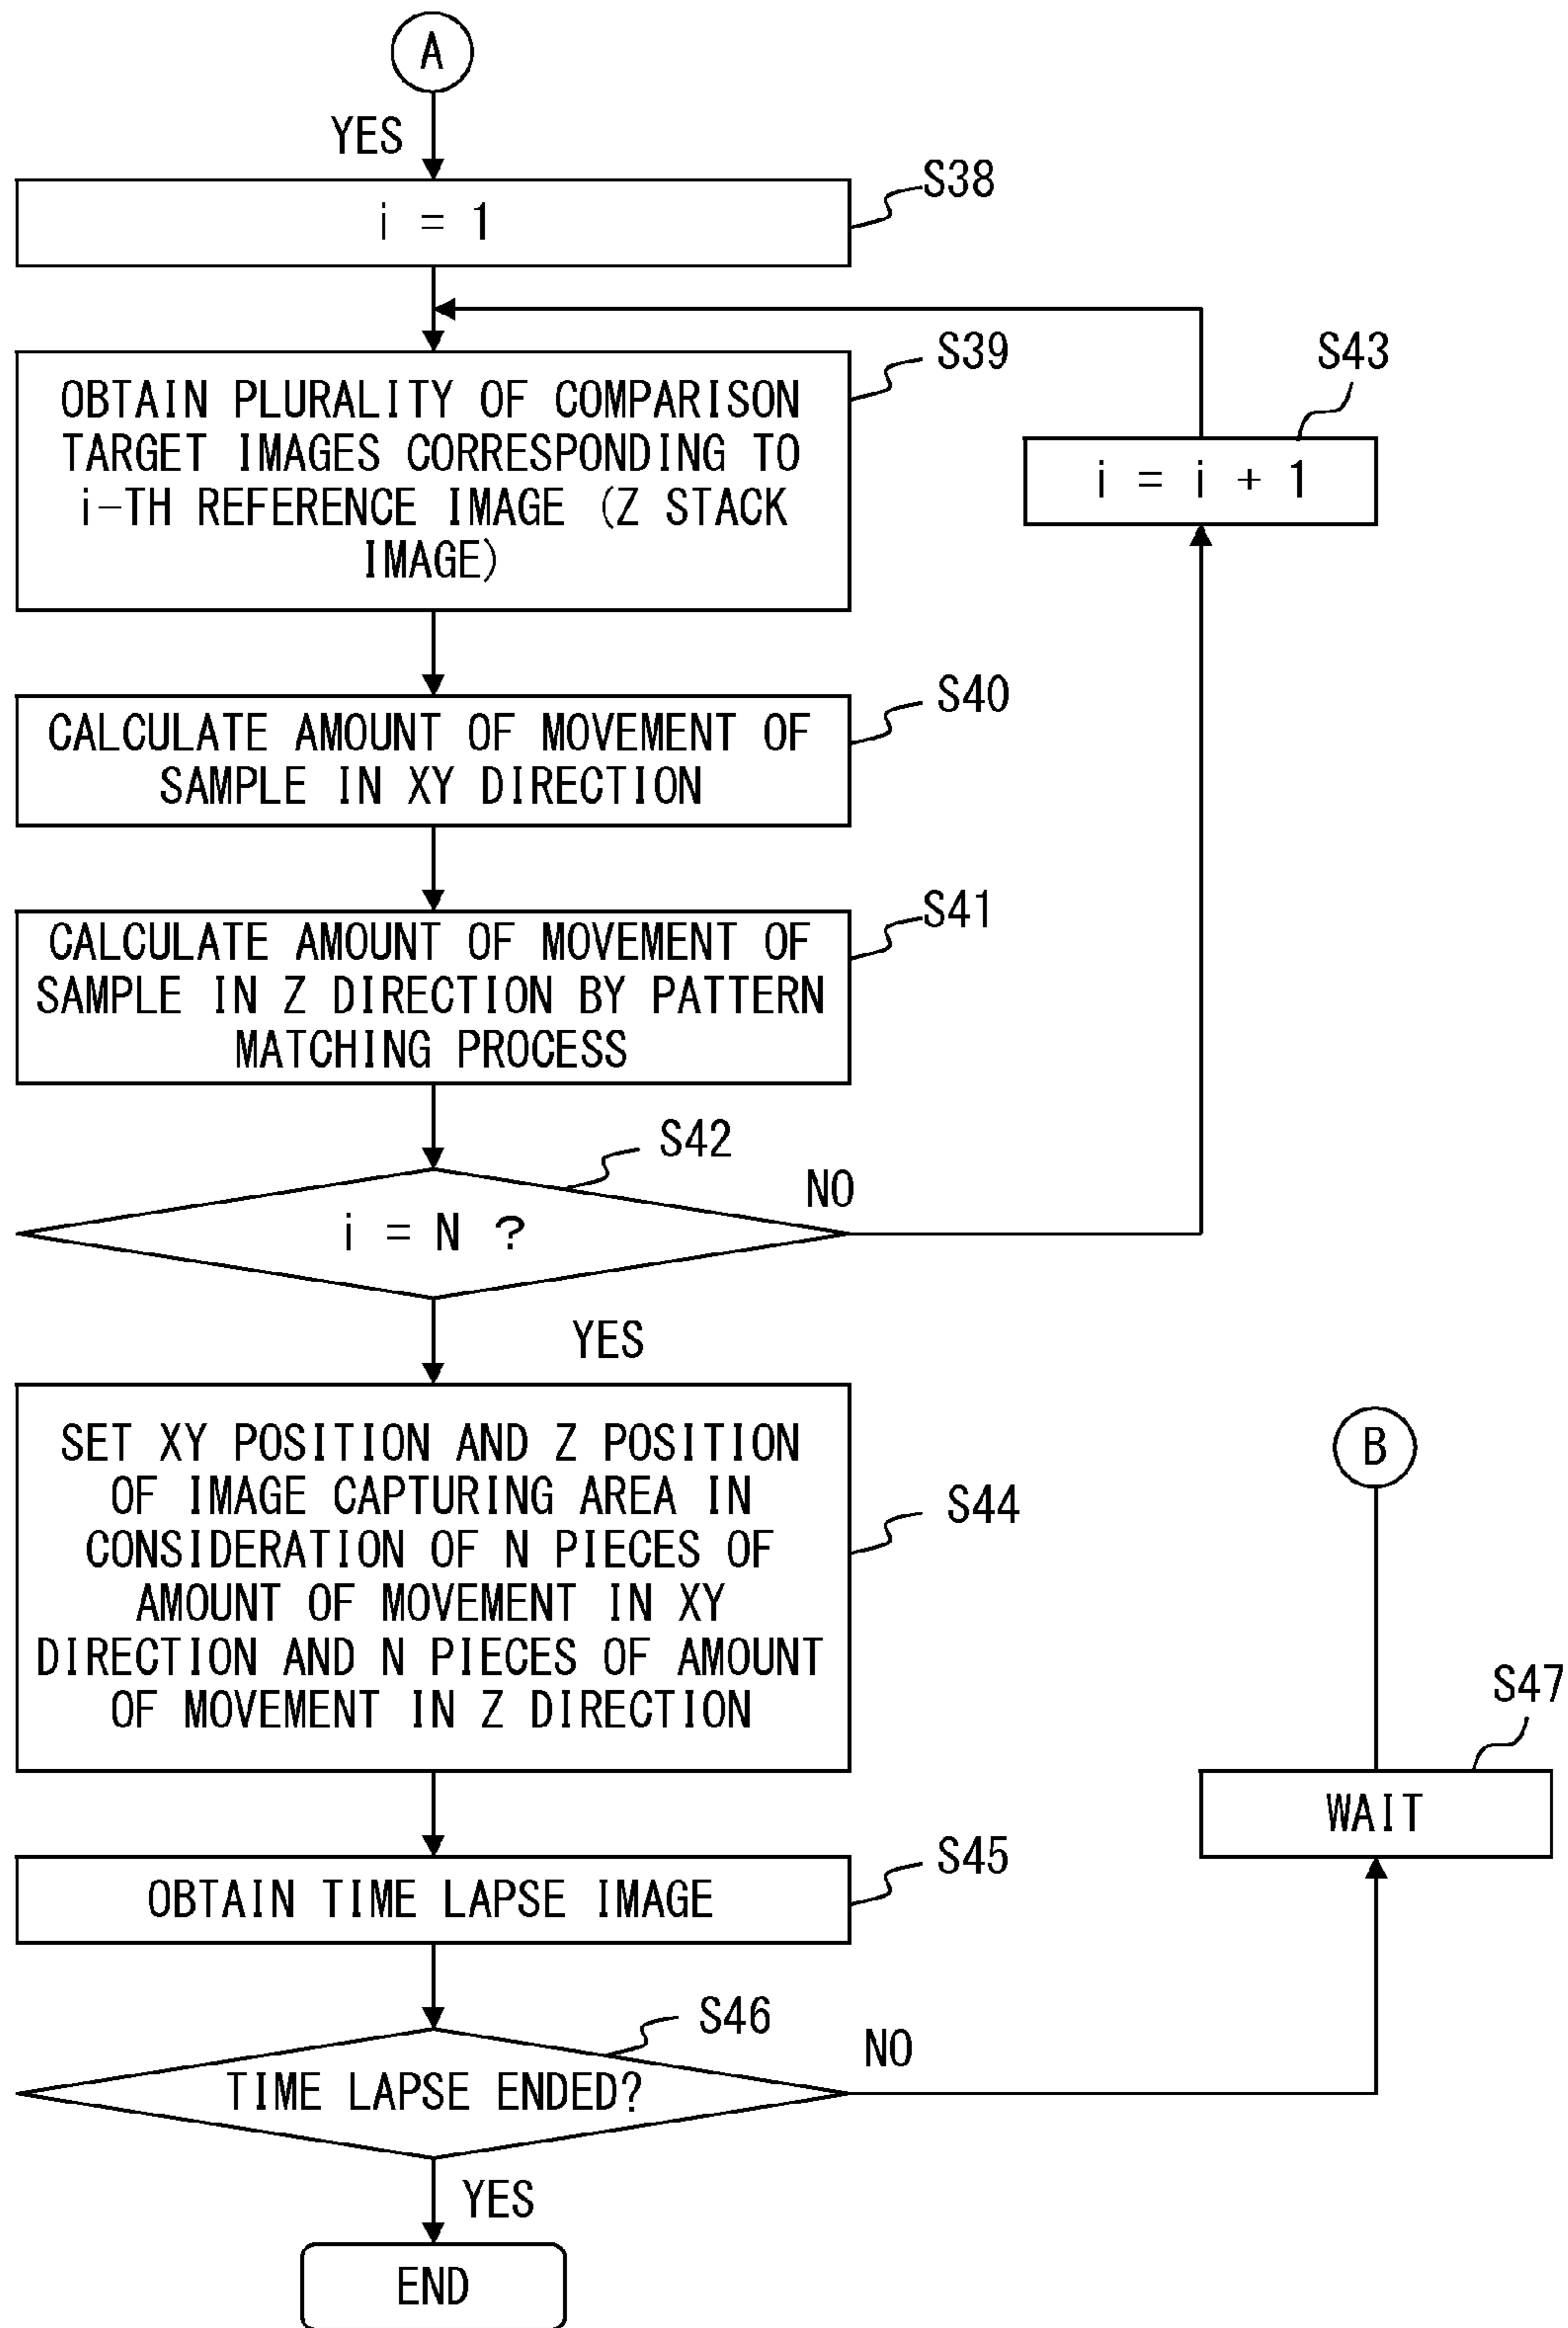 A
YES
S38
i = 1
S39
S43
OBTAIN PLURALITY OF COMPARISON
TARGET IMAGES CORRESPONDING TO
i-TH REFERENCE IMAGE (Z STACK
IMAGE)
i = i + 1
S40
CALCULATE AMOUNT OF MOVEMENT OF
SAMPLE IN XY DIRECTION
S41
CALCULATE AMOUNT OF MOVEMENT OF
SAMPLE IN Z DIRECTION BY PATTERN
MATCHING PROCESS
S42
NO
i = N ?
YES
SET XY POSITION AND Z POSITION
OF IMAGE CAPTURING AREA IN
CONSIDERATION OF N PIECES OF
AMOUNT OF MOVEMENT IN XY
DIRECTION AND N PIECES OF AMOUNT
OF MOVEMENT IN Z DIRECTION
S44
B
S47
WAIT
S45
OBTAIN TIME LAPSE IMAGE
S46
NO
TIME LAPSE ENDED?
YES
END